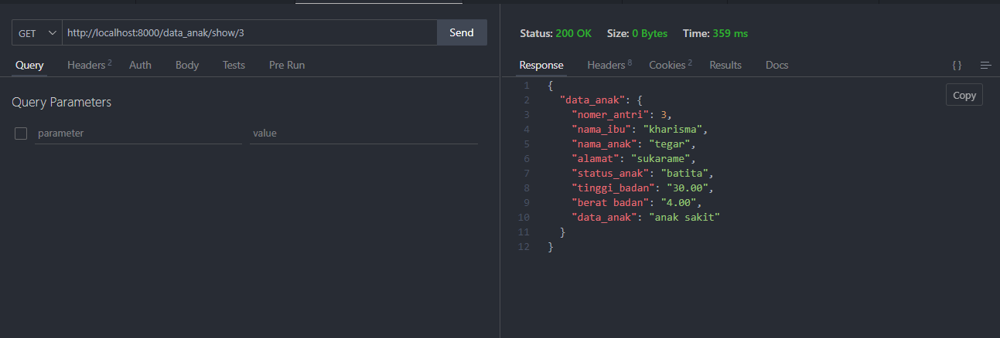 GET http://localhost:8000/data_anak/show/3 Send
Query Headers 2 Auth Body Tests Pre Run
Query Parameters
parameter value
Status: 200 OK Size: 0 Bytes Time: 359 ms
Response Headers 8 Cookies 2 Results Docs { }
Copy
1 {
2 "data_anak": {
3 "nomer_antri": 3,
4 "nama_ibu": "kharisma",
5 "nama_anak": "tegar",
6 "alamat": "sukarame",
7 "status_anak": "batita",
8 "tinggi_badan": "30.00",
9 "berat badan": "4.00",
10 "data_anak": "anak sakit"
11 }
12 }